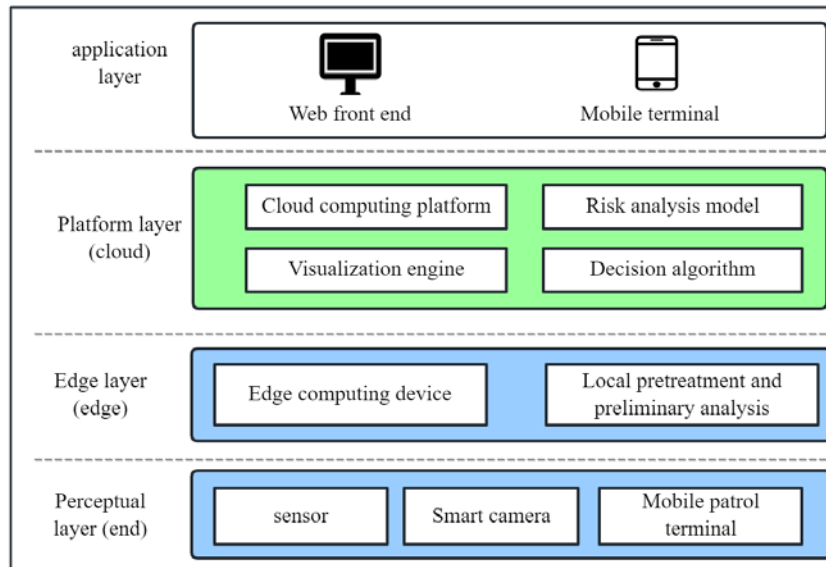 application
layer
Web front end
Mobile terminal
Platform layer
(cloud)
Cloud computing platform
Risk analysis model
Visualization engine
Decision algorithm
Edge layer
(edge)
Edge computing device
Local pretreatment and
preliminary analysis
Perceptual
layer (end)
sensor
Smart camera
Mobile patrol
terminal